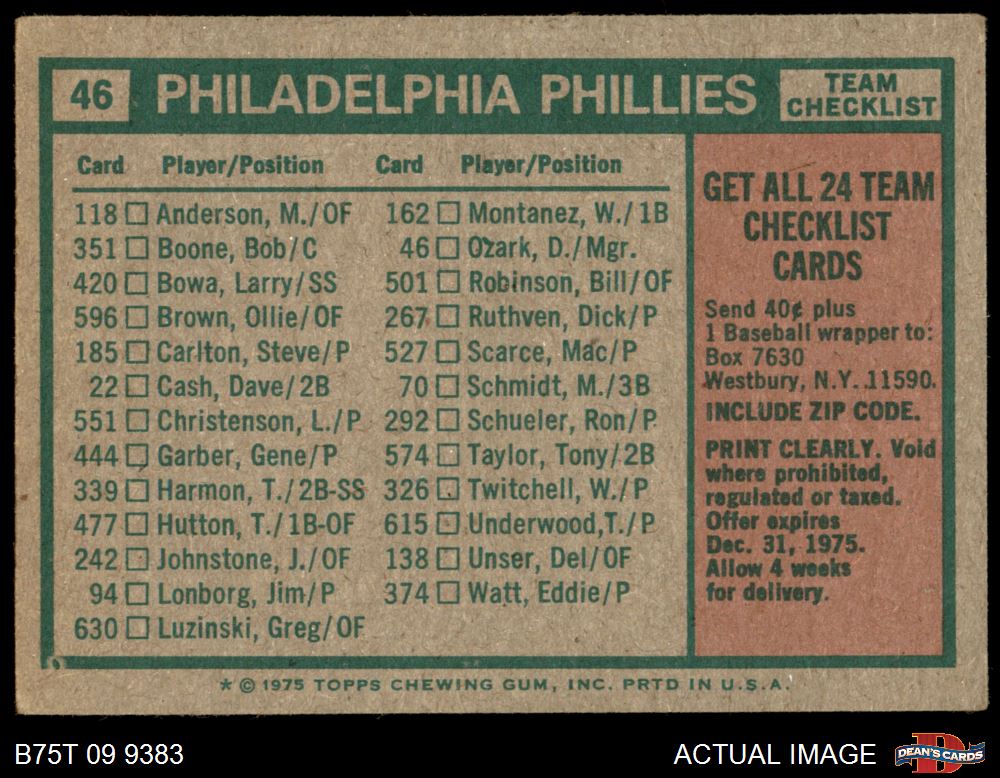 46 PHILADELPHIA PHILLIES TEAM CHECKLIST
Card Player/Position
118 Anderson, M./OF
351 Boone, Bob/C
420 Bowa, Larry/SS
596 Brown, Ollie/OF
185 Carlton, Steve/P
22 Cash, Dave/2B
551 Christenson, L./P
444 Garber, Gene/P
339 Harmon, T./2B-SS
477 Hutton, T./1B-OF
242 Johnstone, J./OF
94 Lonborg, Jim/P
630 Luzinski, Greg/OF
Card Player/Position
162 Montanez, W./1B
46 Ozark, D./Mgr.
501 Robinson, Bill/OF
267 Ruthven, Dick/P
527 Scarce, Mac/P
70 Schmidt, M./3B
292 Schueler, Ron/P
574 Taylor, Tony/2B
326 Twitchell, W./P
615 Underwood,T./P
138 Unser, Del/OF
374 Watt, Eddie/P
GET ALL 24 TEAM
CHECKLIST
CARDS
Send 40¢ plus
1 Baseball wrapper to:
Box 7630
Westbury, N.Y. 11590.
INCLUDE ZIP CODE.
PRINT CLEARLY. Void
where prohibited,
regulated or taxed.
Offer expires
Dec. 31, 1975.
Allow 4 weeks
for delivery.
* © 1975 TOPPS CHEWING GUM, INC. PRTD IN U.S.A.
B75T 09 9383
ACTUAL IMAGE
D
DEAN'S CARDS